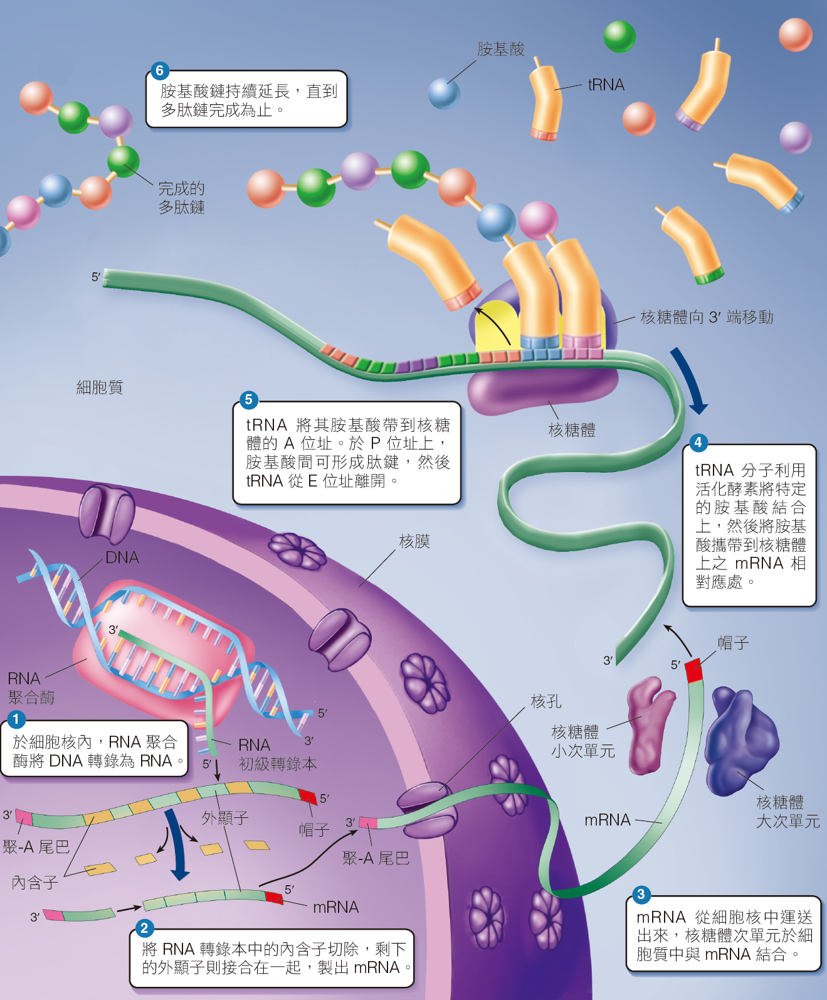 胺基酸
tRNA
6
胺基酸鏈持續延長，直到
多肽鏈完成為止。
完成的
多肽鏈
5′
核糖體向 3′ 端移動
細胞質
核糖體
5
tRNA 將其胺基酸帶到核糖
體的 A 位址。於 P 位址上，
胺基酸間可形成肽鍵，然後
tRNA 從 E 位址離開。
4
tRNA 分子利用
活化酵素將特定
的胺基酸結合
上，然後將胺基
酸攜帶到核糖體
上之 mRNA 相
對應處。
核膜
DNA
3′
RNA
聚合酶
5′
3′
3′
5′
帽子
核孔
核糖體
小次單元
核糖體
大次單元
mRNA
1
於細胞核內，RNA 聚合
酶將 DNA 轉錄為 RNA。
RNA
初級轉錄本
5′
3′
5′
外顯子
帽子
聚-A 尾巴
3′
聚-A 尾巴
內含子
5′
mRNA
3′
2
將 RNA 轉錄本中的內含子切除，剩下
的外顯子則接合在一起，製出 mRNA。
3
mRNA 從細胞核中運送
出來，核糖體次單元於細
胞質中與 mRNA 結合。